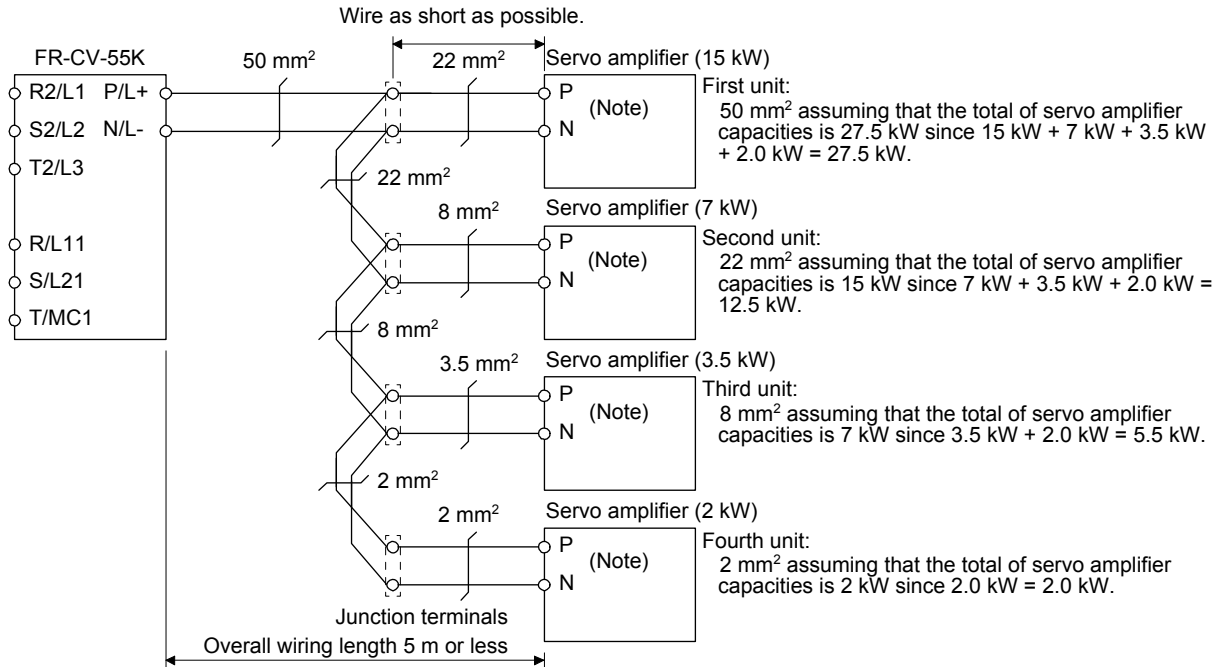 Wire as short as possible.
FR-CV-55K
50 mm²
22 mm²
Servo amplifier (15 kW)
R2/L1 P/L+
S2/L2 N/L-
T2/L3
R/L11
S/L21
T/MC1
P
(Note)
N
First unit:
50 mm² assuming that the total of servo amplifier
capacities is 27.5 kW since 15 kW + 7 kW + 3.5 kW
+ 2.0 kW = 27.5 kW.
22 mm²
8 mm²
Servo amplifier (7 kW)
P
(Note)
N
Second unit:
22 mm² assuming that the total of servo amplifier
capacities is 15 kW since 7 kW + 3.5 kW + 2.0 kW =
12.5 kW.
8 mm²
3.5 mm²
Servo amplifier (3.5 kW)
P
(Note)
N
Third unit:
8 mm² assuming that the total of servo amplifier
capacities is 7 kW since 3.5 kW + 2.0 kW = 5.5 kW.
2 mm²
2 mm²
Servo amplifier (2 kW)
P
(Note)
N
Fourth unit:
2 mm² assuming that the total of servo amplifier
capacities is 2 kW since 2.0 kW = 2.0 kW.
Junction terminals
Overall wiring length 5 m or less